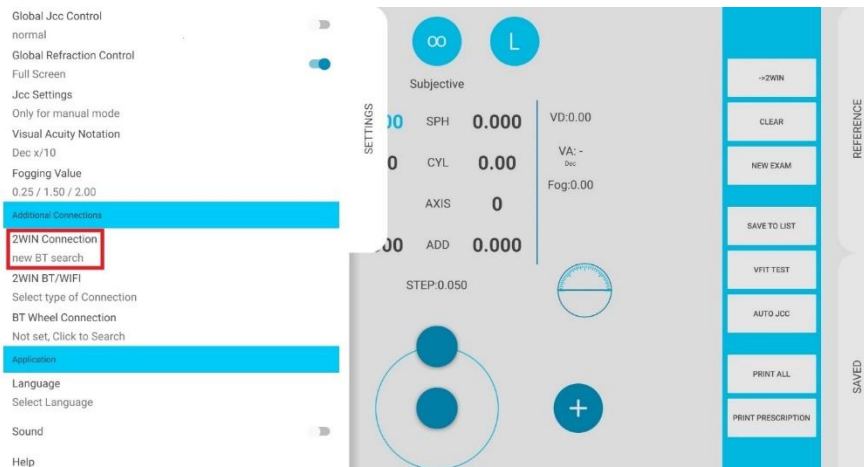 Global Jcc Control
normal
Global Refraction Control
Full Screen
Jcc Settings
Only for manual mode
Visual Acuity Notation
Dec x/10
Fogging Value
0.25 / 1.50 / 2.00
Additional Connections
2WIN Connection
new BT search
2WIN BT/WIFI
Select type of Connection
BT Wheel Connection
Not set, Click to Search
Application
Language
Select Language
Sound
Help
SETTINGS
∞ L
Subjective
00 SPH 0.000
0 CYL 0.00
AXIS 0
00 ADD 0.000
STEP:0.050
VD:0.00
VA: -
Dec
Fog:0.00
+
->2WIN
CLEAR
NEW EXAM
SAVE TO LIST
VFIT TEST
AUTO JCC
PRINT ALL
PRINT PRESCRIPTION
REFERENCE
SAVED